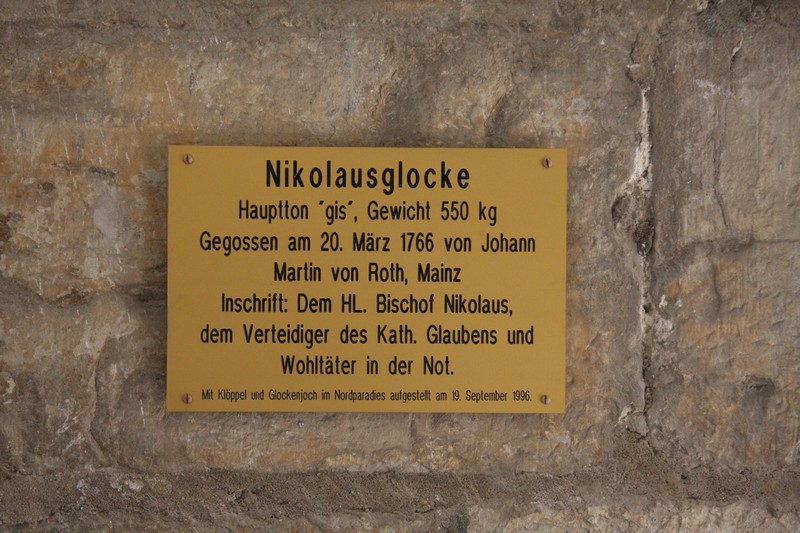 Nikolausglocke
Hauptton "gis", Gewicht 550 kg
Gegossen am 20. März 1766 von Johann
Martin von Roth, Mainz
Inschrift: Dem HL. Bischof Nikolaus,
dem Verteidiger des Kath. Glaubens und
Wohltäter in der Not.
Mit Klöppel und Glockenjoch im Nordparadies aufgestellt am 19. September 1996.